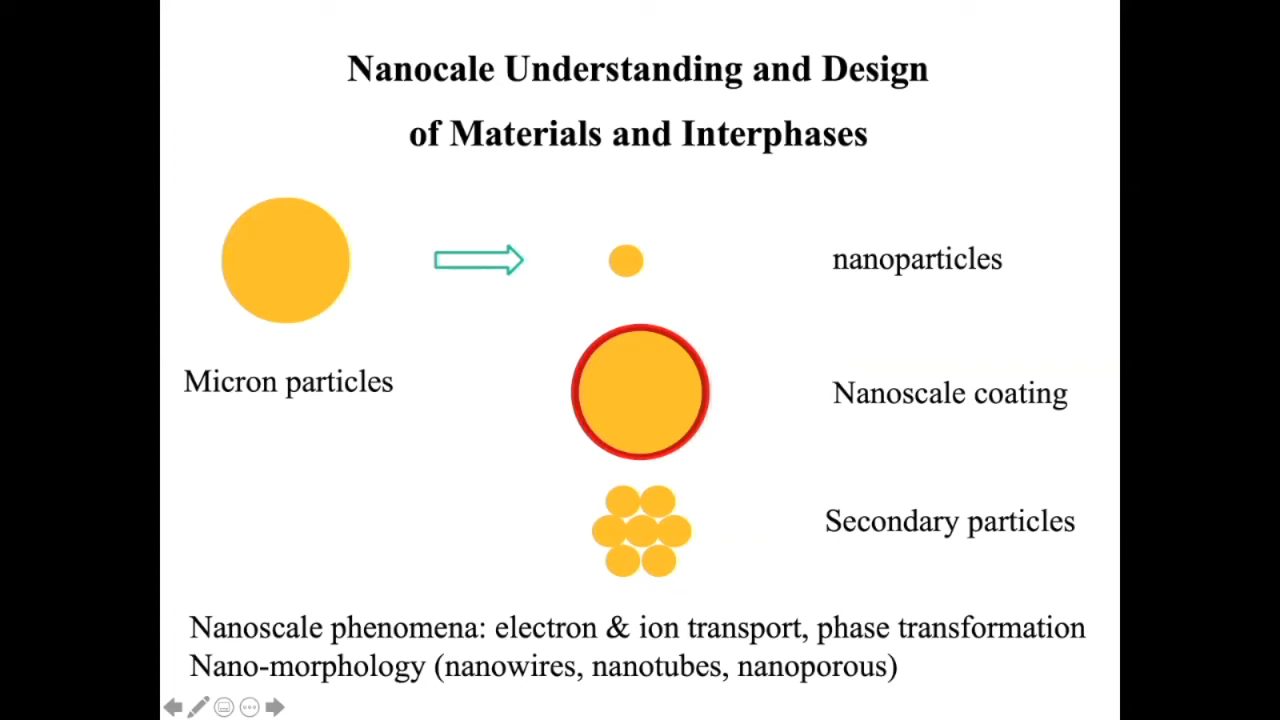 Nanocale Understanding and Design
of Materials and Interphases
nanoparticles
Micron particles
Nanoscale coating
Secondary particles
Nanoscale phenomena: electron & ion transport, phase transformation
Nano-morphology (nanowires, nanotubes, nanoporous)